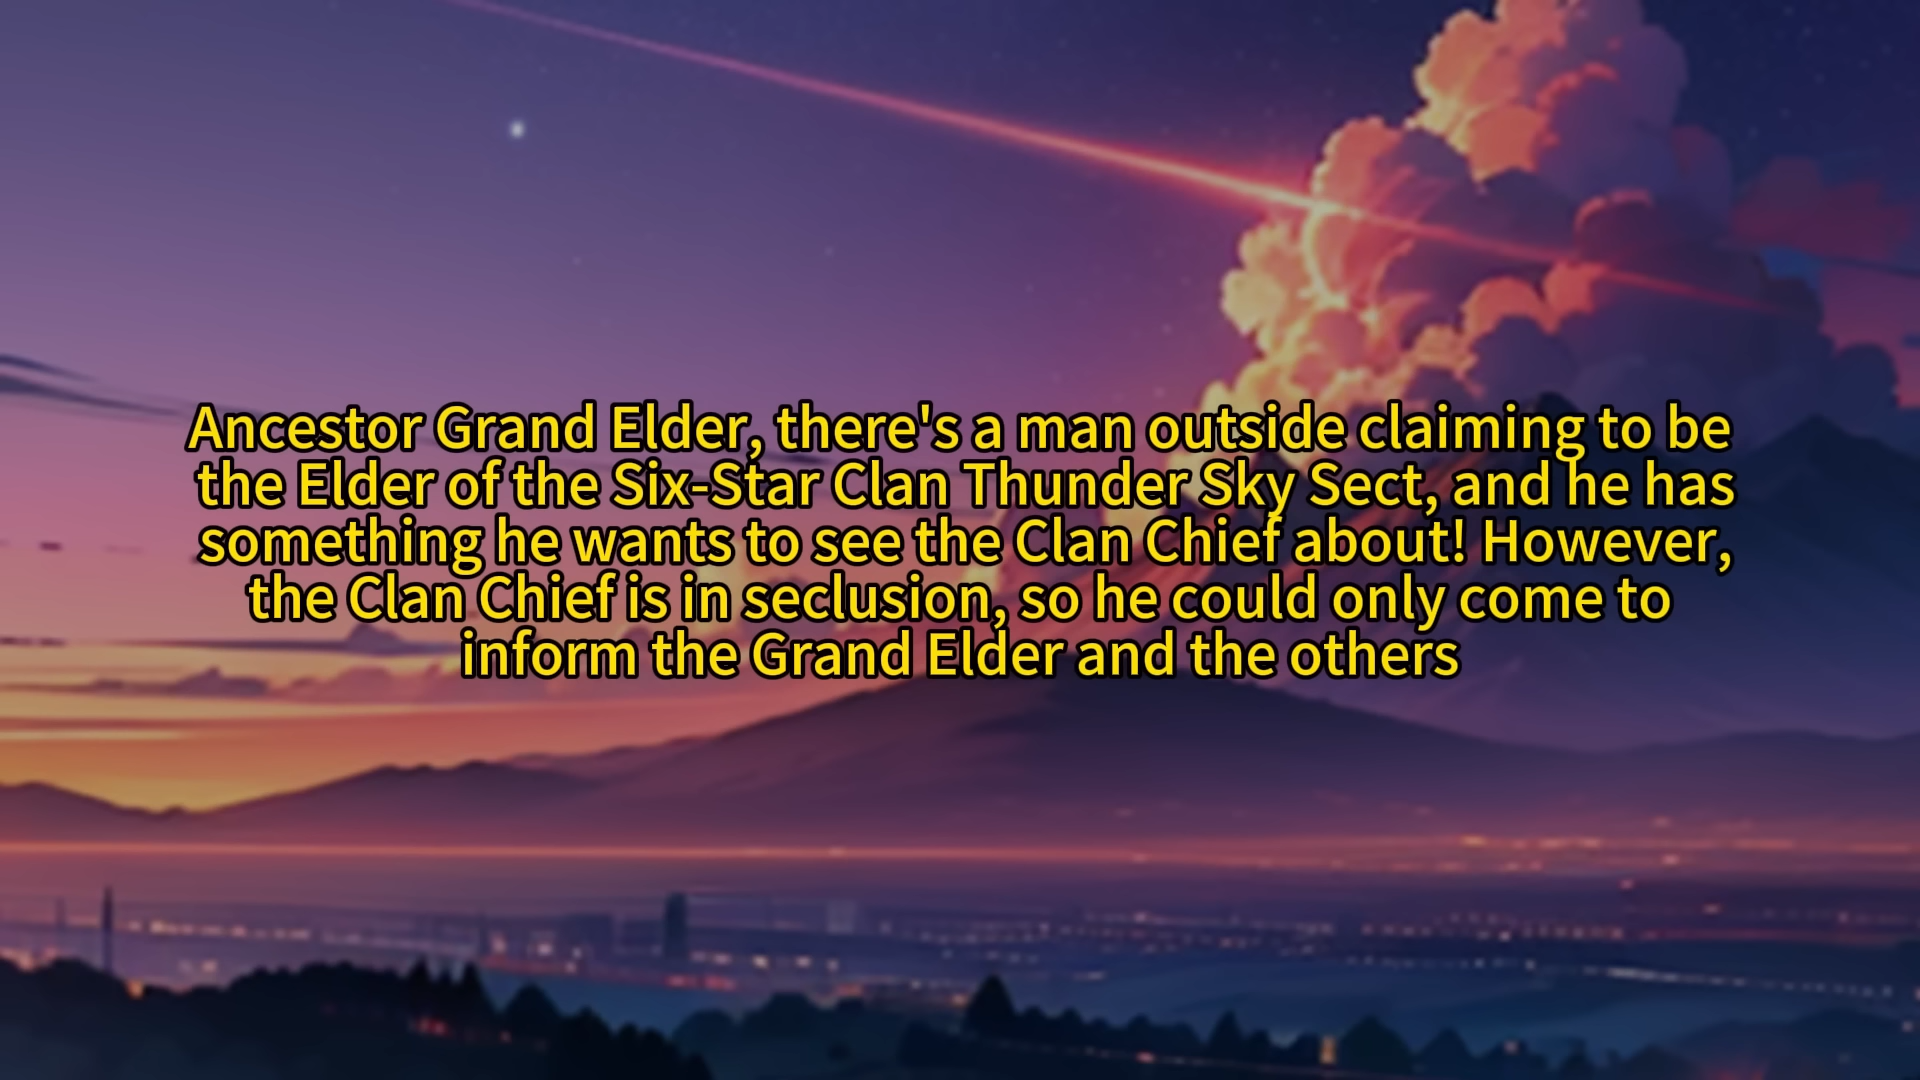 Ancestor Grand Elder, there's a man outside claiming to be
the Elder of the Six-Star Clan Thunder Sky Sect, and he has
something he wants to see the Clan Chief about! However,
the Clan Chief is in seclusion, so he could only come to
inform the Grand Elder and the others